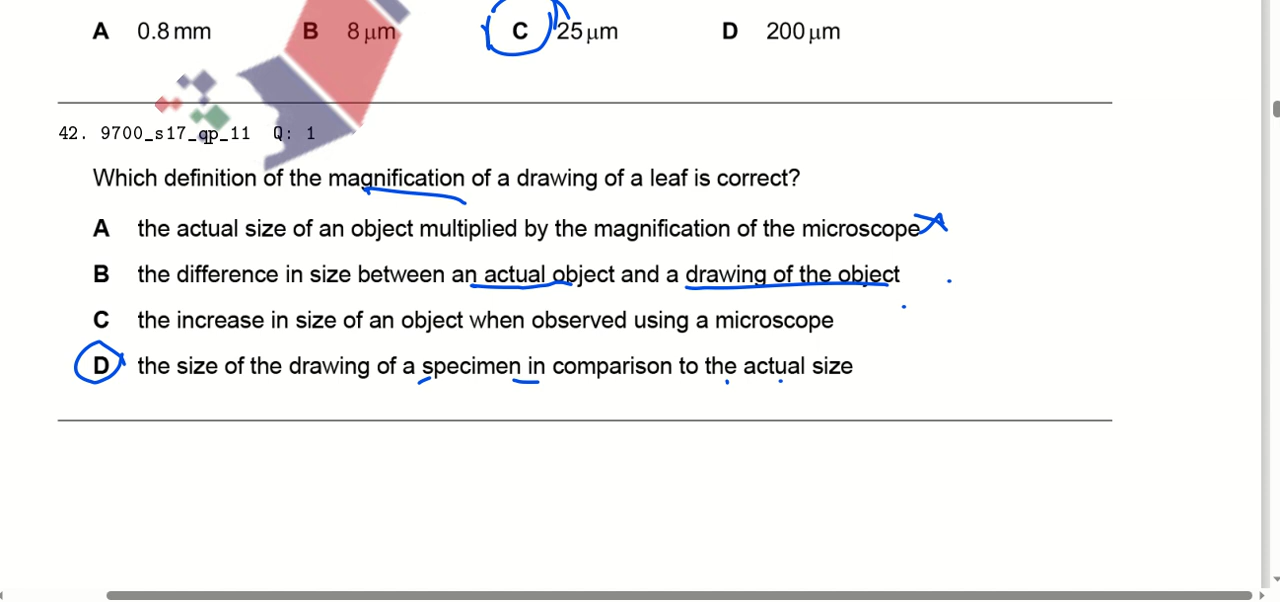 A 0.8 mm B 8 μm C 25 μm D 200 μm
42. 9700_s17_qp_11 Q: 1
Which definition of the magnification of a drawing of a leaf is correct?
A the actual size of an object multiplied by the magnification of the microscope
B the difference in size between an actual object and a drawing of the object
C the increase in size of an object when observed using a microscope
D the size of the drawing of a specimen in comparison to the actual size